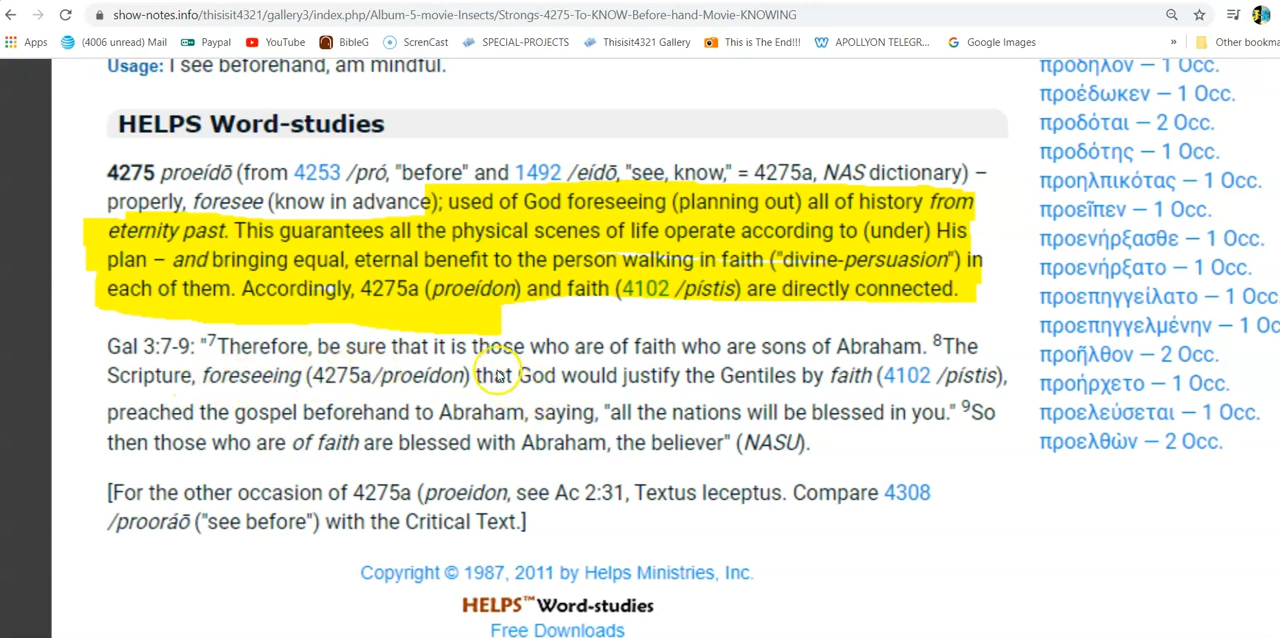 show-notes.info/thisisit4321/gallery3/index.php/Album-5-movie-Insects/Strongs-4275-To-KNOW-Before-hand-Movie-KNOWING
Apps (4006 unread) Mail Paypal YouTube BibleG ScrenCast SPECIAL-PROJECTS Thisisit4321 Gallery This is The End!!! APOLLYON TELEGR... Google Images » Other bookma
Usage: I see beforehand, am mindful.
HELPS Word-studies
4275 proeídō (from 4253 /pró, "before" and 1492 /eídō, "see, know," = 4275a, NAS dictionary) –
properly, foresee (know in advance); used of God foreseeing (planning out) all of history from
eternity past. This guarantees all the physical scenes of life operate according to (under) His
plan – and bringing equal, eternal benefit to the person walking in faith ("divine-persuasion") in
each of them. Accordingly, 4275a (proeídon) and faith (4102 /pístis) are directly connected.
Gal 3:7-9: "7Therefore, be sure that it is those who are of faith who are sons of Abraham. 8The
Scripture, foreseeing (4275a/proeídon) that God would justify the Gentiles by faith (4102 /pístis),
preached the gospel beforehand to Abraham, saying, "all the nations will be blessed in you." 9So
then those who are of faith are blessed with Abraham, the believer" (NASU).
[For the other occasion of 4275a (proeidon, see Ac 2:31, Textus leceptus. Compare 4308
/prooráō ("see before") with the Critical Text.]
Copyright © 1987, 2011 by Helps Ministries, Inc.
HELPS™Word-studies
Free Downloads
πρόδηλον — 1 Occ.
προέδωκεν — 1 Occ.
προδόται — 2 Occ.
προδότης — 1 Occ.
προηλπικότας — 1 Occ.
προεῖπεν — 1 Occ.
προενήρξασθε — 1 Occ.
προενήρξατο — 1 Occ.
προεπηγγείλατο — 1 Occ.
προεπηγγελμένην — 1 Oc
προῆλθον — 2 Occ.
προήρχετο — 1 Occ.
προελεύσεται — 1 Occ.
προελθὼν — 2 Occ.